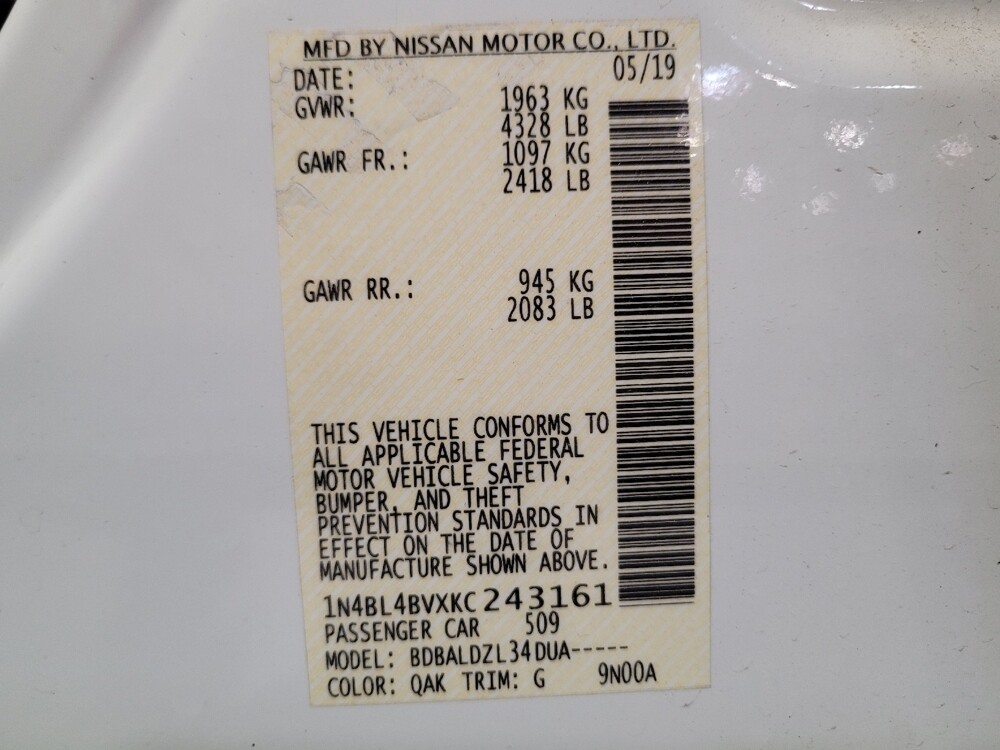 MFD BY NISSAN MOTOR CO., LTD.
DATE: 05/19
GVWR: 1963 KG
4328 LB
GAWR FR.: 1097 KG
2418 LB
GAWR RR.: 945 KG
2083 LB
THIS VEHICLE CONFORMS TO
ALL APPLICABLE FEDERAL
MOTOR VEHICLE SAFETY,
BUMPER, AND THEFT
PREVENTION STANDARDS IN
EFFECT ON THE DATE OF
MANUFACTURE SHOWN ABOVE.
1N4BL4BVXKC243161
PASSENGER CAR 509
MODEL: BDBALDZL34DUA-----
COLOR: QAK TRIM: G 9N00A